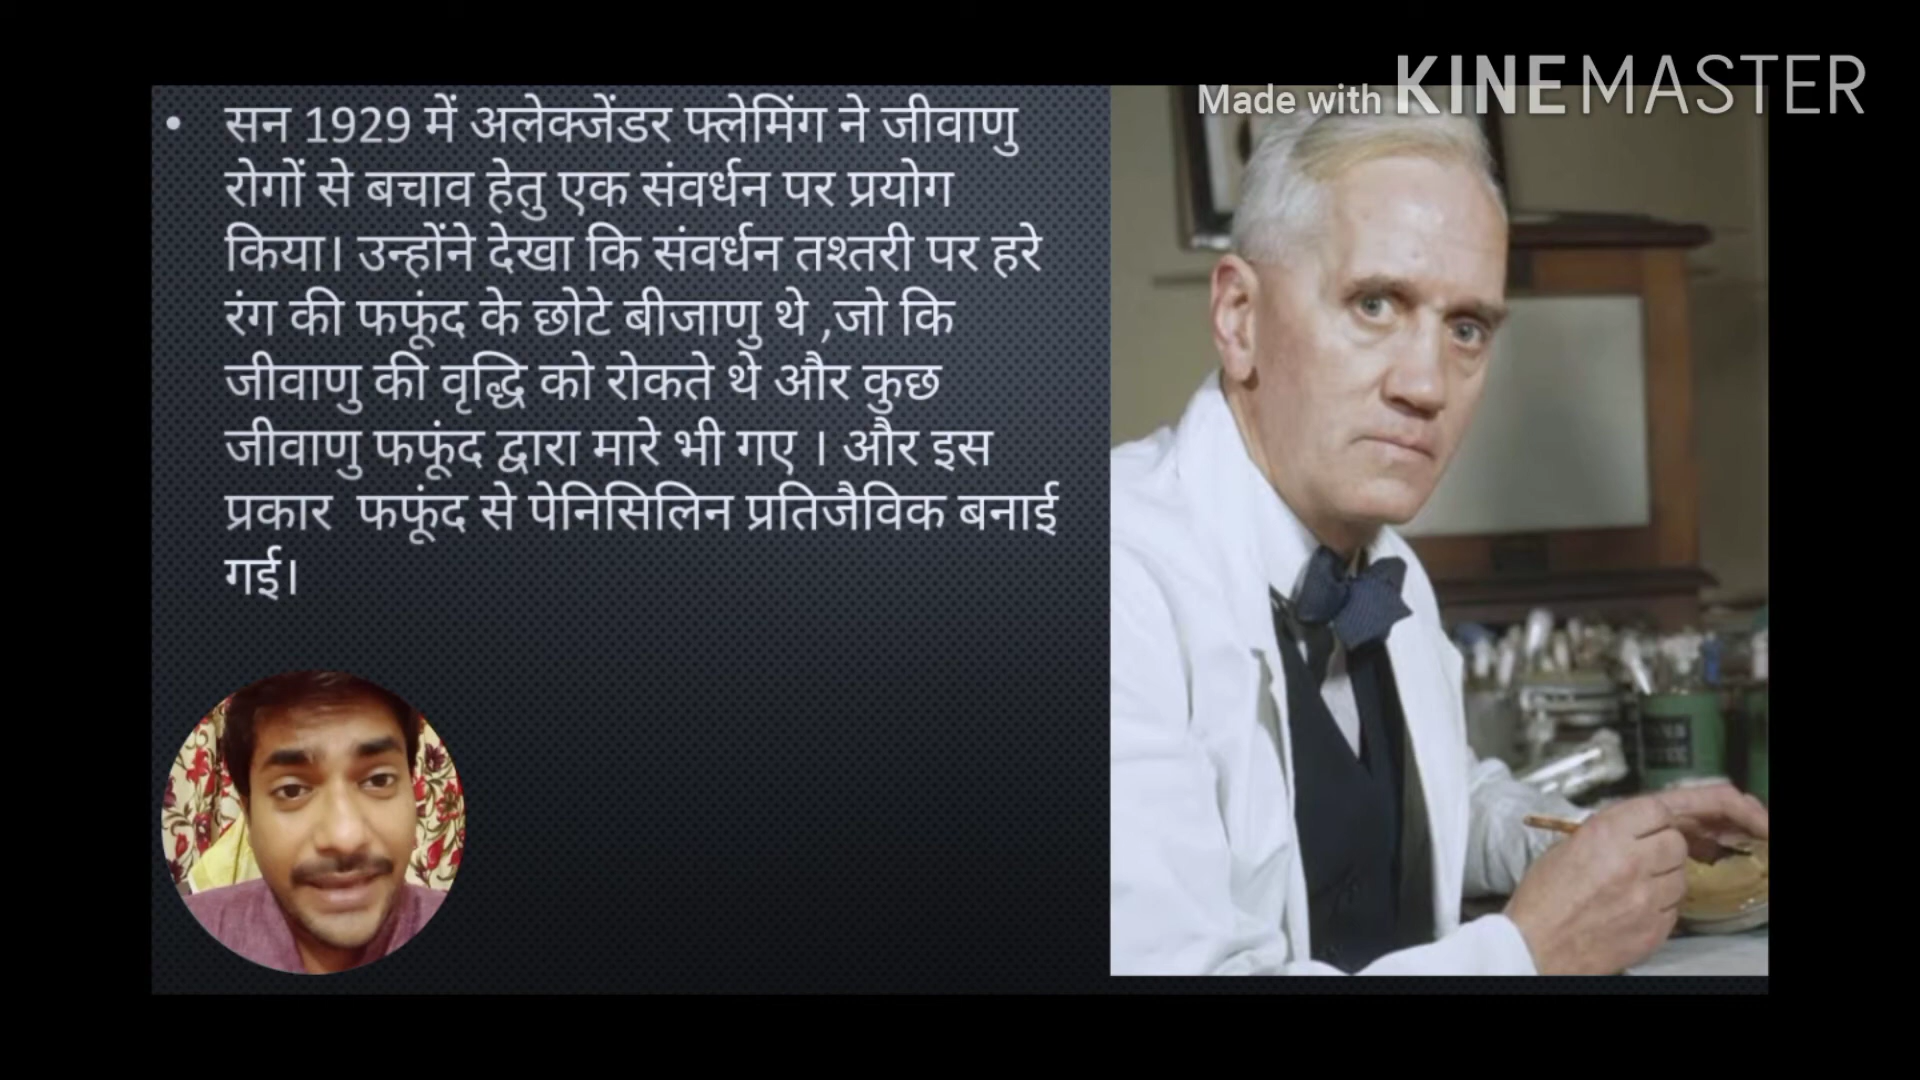 Made with KINEMASTER
• सन 1929 में अलेक्जेंडर फ्लेमिंग ने जीवाणु
रोगों से बचाव हेतु एक संवर्धन पर प्रयोग
किया। उन्होंने देखा कि संवर्धन तश्तरी पर हरे
रंग की फफूंद के छोटे बीजाणु थे ,जो कि
जीवाणु की वृद्धि को रोकते थे और कुछ
जीवाणु फफूंद द्वारा मारे भी गए । और इस
प्रकार फफूंद से पेनिसिलिन प्रतिजैविक बनाई
गई।